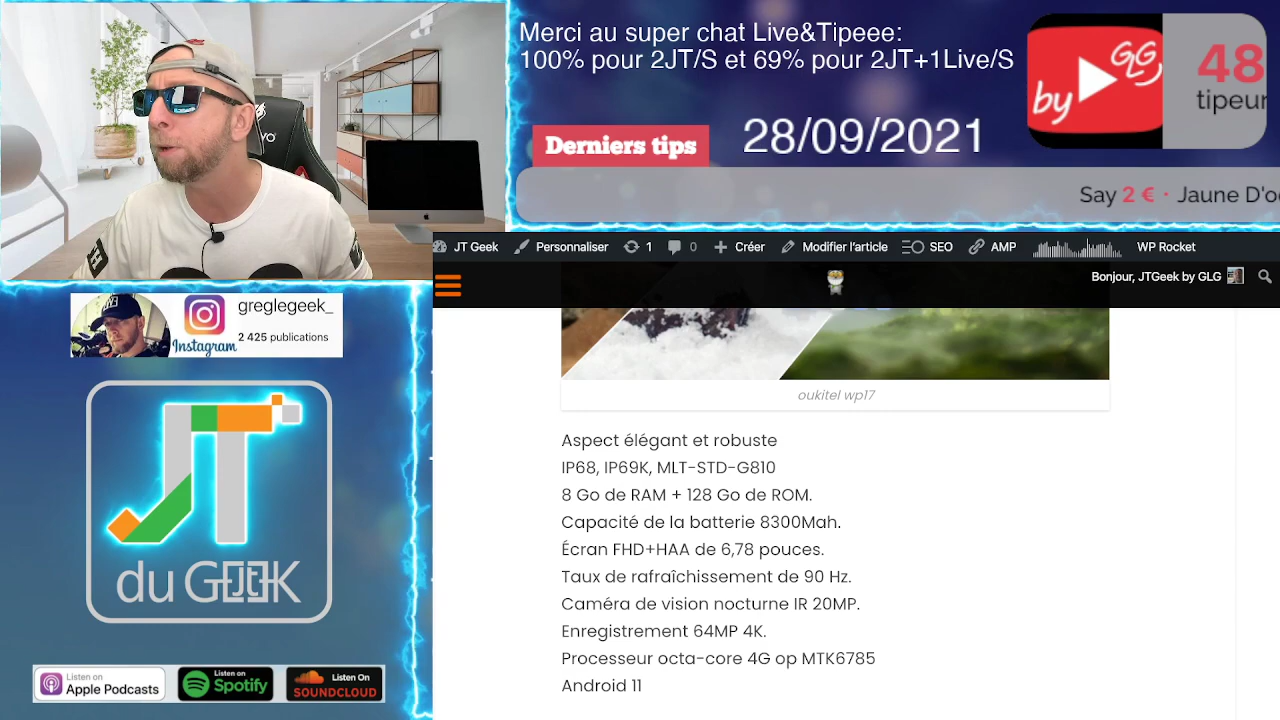 Merci au super chat Live&Tipeee:
100% pour 2JT/S et 69% pour 2JT+1Live/S
by GLG
48
tipeur
Derniers tips
28/09/2021
Say 2 € · Jaune D'o
YO
H
JT Geek
Personnaliser
1
0
Créer
Modifier l'article
SEO
AMP
WP Rocket
Bonjour, JTGeek by GLG
greglegeek_
Instagram
2 425 publications
oukitel wp17
Aspect élégant et robuste
IP68, IP69K, MLT-STD-G810
8 Go de RAM + 128 Go de ROM.
Capacité de la batterie 8300Mah.
Écran FHD+HAA de 6,78 pouces.
Taux de rafraîchissement de 90 Hz.
Caméra de vision nocturne IR 20MP.
Enregistrement 64MP 4K.
Processeur octa-core 4G op MTK6785
Android 11
JT
du GEEK
Listen on
Apple Podcasts
Listen on
Spotify
Listen On
SOUNDCLOUD